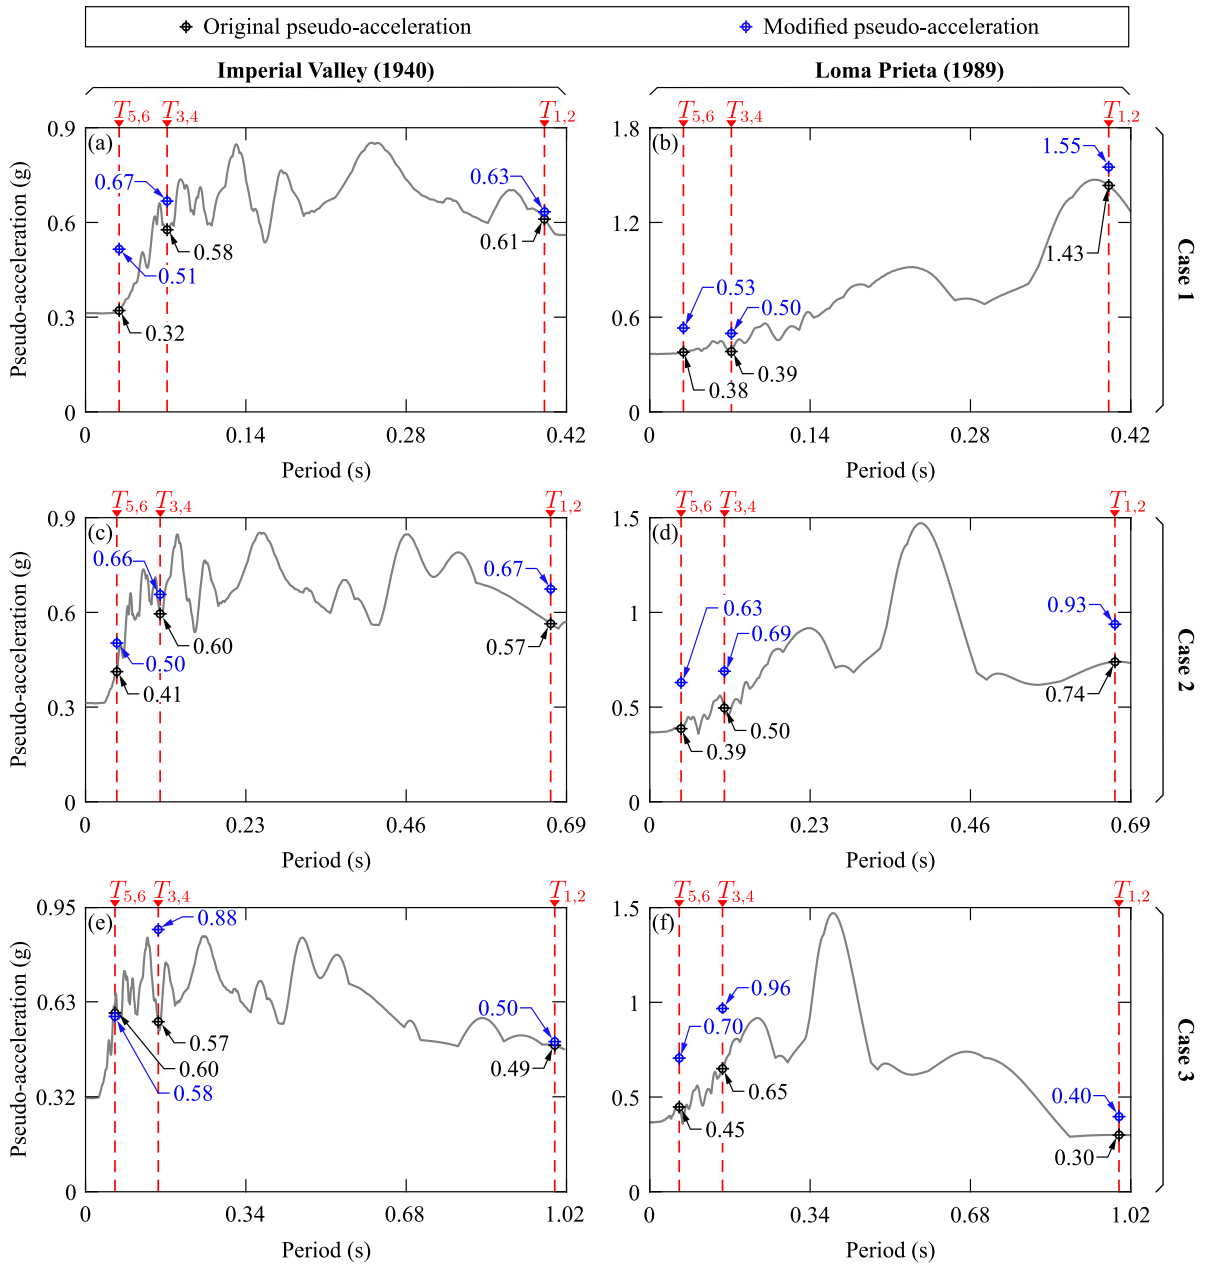 Original pseudo-acceleration Modified pseudo-acceleration
Imperial Valley (1940) Loma Prieta (1989)
T5,6 T3,4 T1,2
(a)
Pseudo-acceleration (g)
0.9
0.6
0.3
0
0.67
0.51
0.58
0.32
0.63
0.61
0 0.14 0.28 0.42
Period (s)
T5,6 T3,4 T1,2
(b)
1.8
1.2
0.6
0
1.55
1.43
0.53
0.50
0.39
0.38
0 0.14 0.28 0.42
Period (s)
Case 1
T5,6 T3,4 T1,2
(c)
Pseudo-acceleration (g)
0.9
0.6
0.3
0
0.66
0.60
0.50
0.41
0.67
0.57
0 0.23 0.46 0.69
Period (s)
T5,6 T3,4 T1,2
(d)
1.5
1
0.5
0
0.63
0.69
0.50
0.39
0.93
0.74
0 0.23 0.46 0.69
Period (s)
Case 2
T5,6 T3,4 T1,2
(e)
Pseudo-acceleration (g)
0.95
0.63
0.32
0
0.88
0.57
0.60
0.58
0.50
0.49
0 0.34 0.68 1.02
Period (s)
T5,6 T3,4 T1,2
(f)
1.5
1
0.5
0
0.96
0.70
0.65
0.45
0.40
0.30
0 0.34 0.68 1.02
Period (s)
Case 3